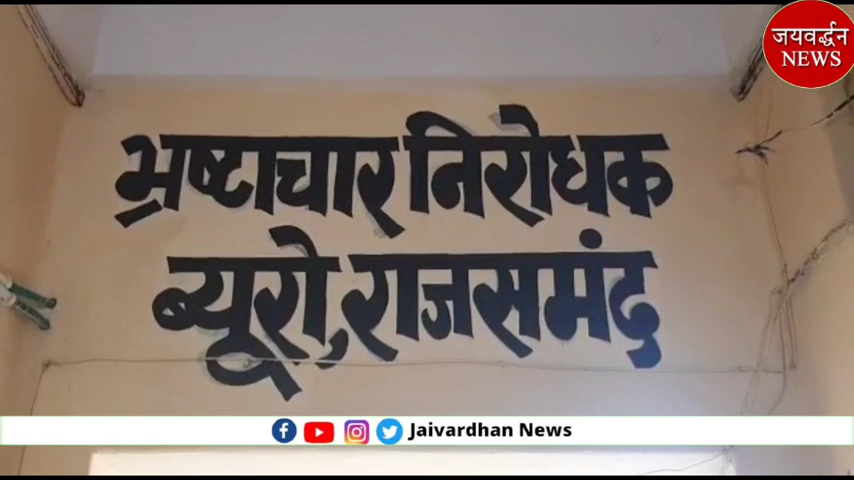 जयवर्द्धन
NEWS
भ्रष्टाचार निरोधक
ब्यूरो, राजसमंद
Jaivardhan News